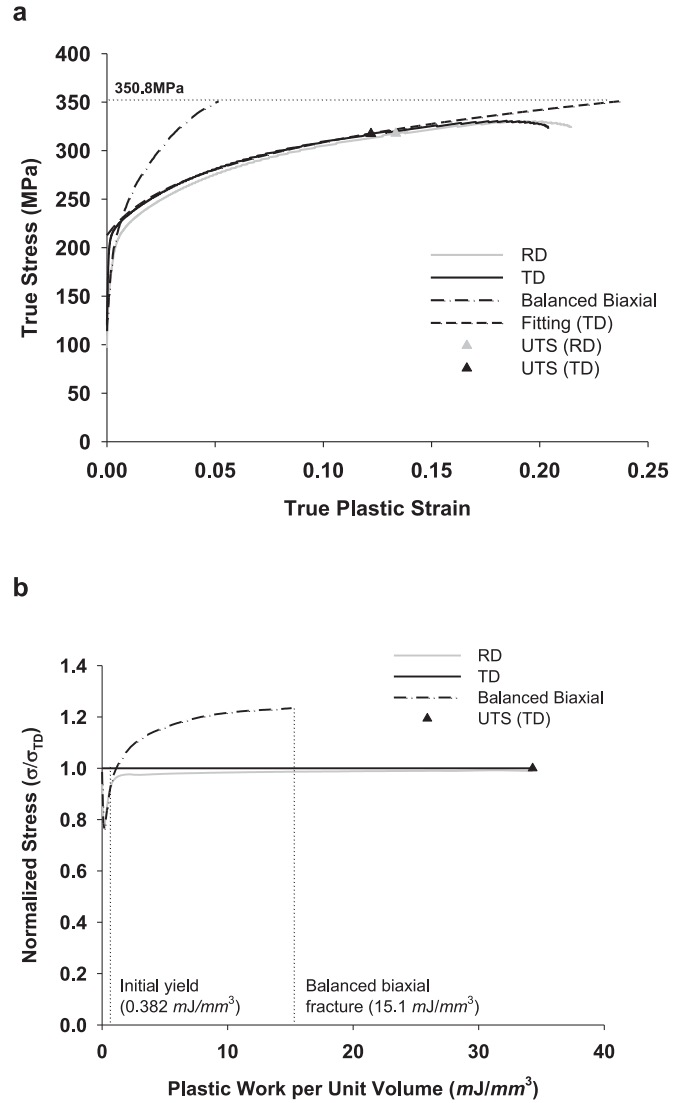 a
400
350
300
250
200
150
100
50
0
350.8MPa
True Stress (MPa)
RD
TD
Balanced Biaxial
Fitting (TD)
UTS (RD)
UTS (TD)
0.00 0.05 0.10 0.15 0.20 0.25
True Plastic Strain
b
1.4
1.2
1.0
0.8
0.6
0.4
0.2
0.0
Normalized Stress (σ/σTD)
RD
TD
Balanced Biaxial
UTS (TD)
Initial yield
(0.382 mJ/mm³)
Balanced biaxial
fracture (15.1 mJ/mm³)
0 10 20 30 40
Plastic Work per Unit Volume (mJ/mm³)